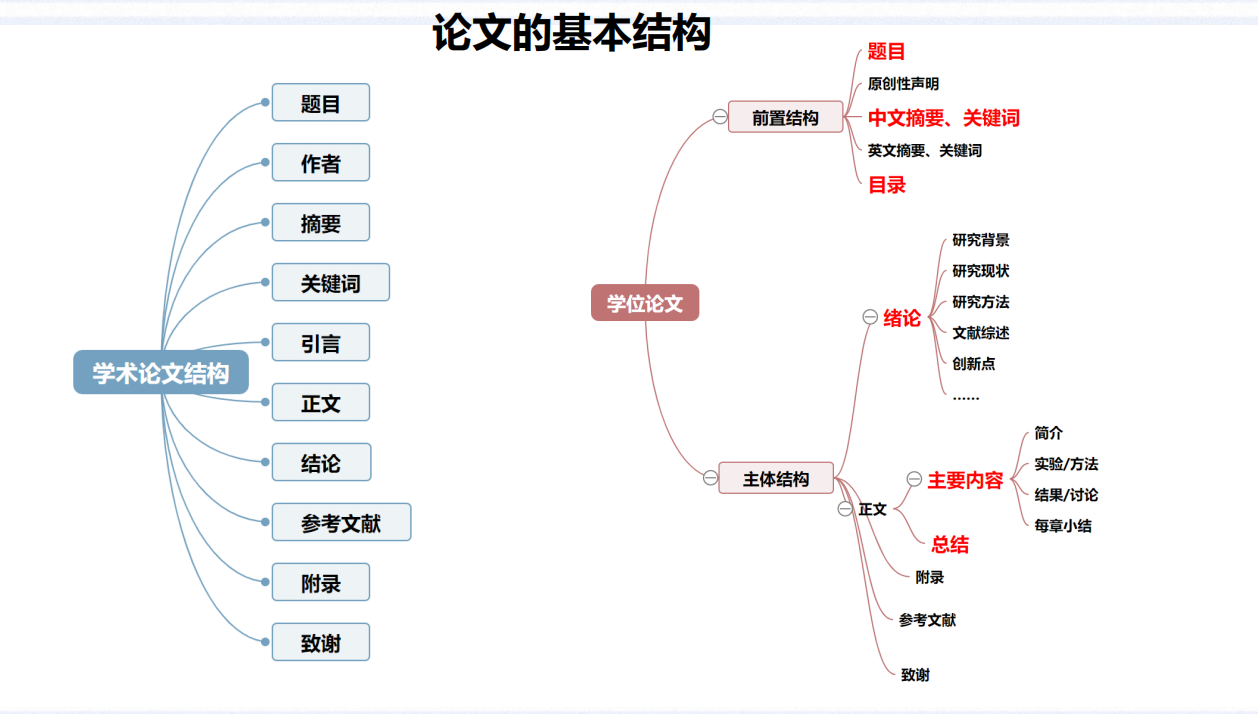 论文的基本结构
学术论文结构
题目
作者
摘要
关键词
引言
正文
结论
参考文献
附录
致谢
学位论文
前置结构
题目
原创性声明
中文摘要、关键词
英文摘要、关键词
目录
主体结构
绪论
研究背景
研究现状
研究方法
文献综述
创新点
......
正文
主要内容
简介
实验/方法
结果/讨论
每章小结
总结
附录
参考文献
致谢